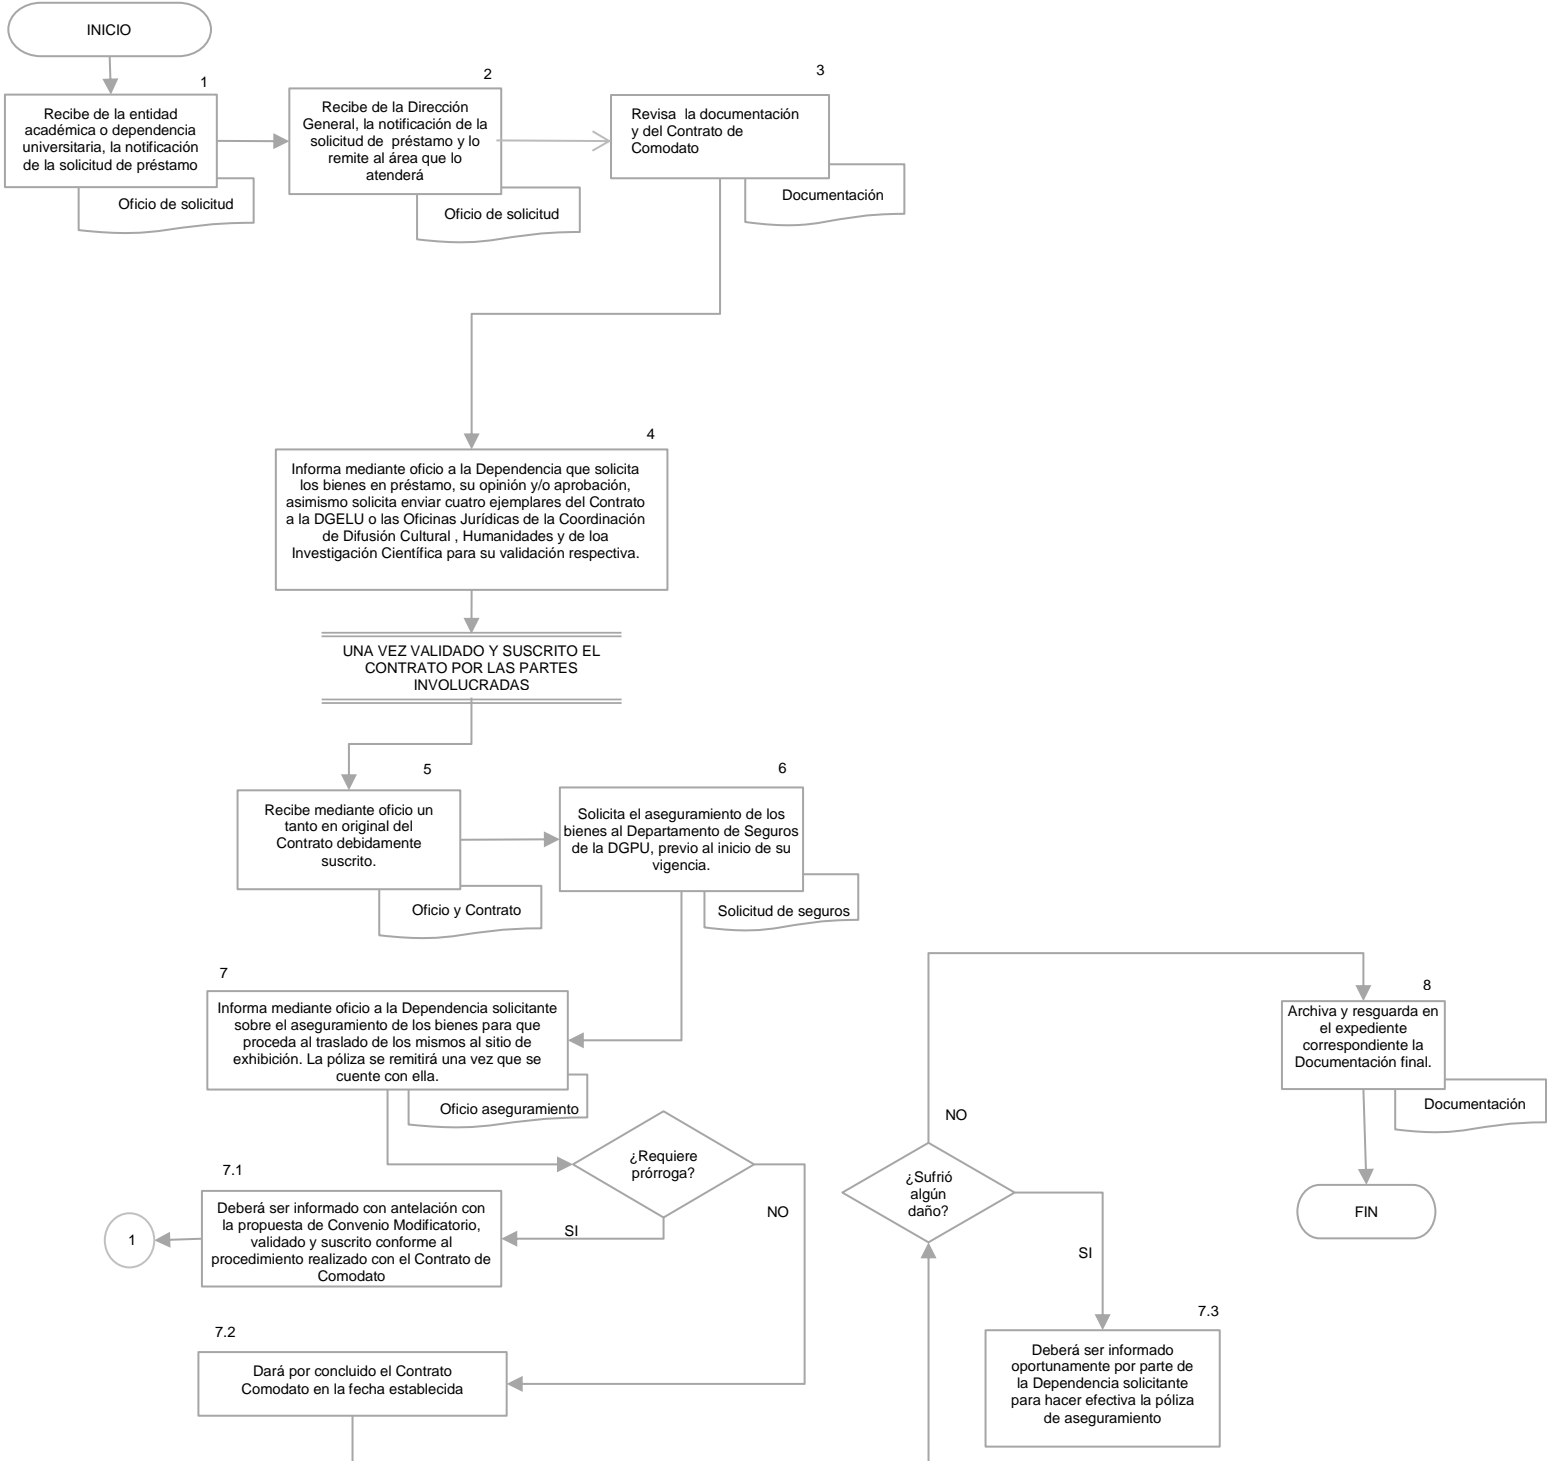 INICIO
1
Recibe de la entidad
académica o dependencia
universitaria, la notificación
de la solicitud de préstamo
Oficio de solicitud
2
Recibe de la Dirección
General, la notificación de la
solicitud de préstamo y lo
remite al área que lo
atenderá
Oficio de solicitud
3
Revisa la documentación
y del Contrato de
Comodato
Documentación
4
Informa mediante oficio a la Dependencia que solicita
los bienes en préstamo, su opinión y/o aprobación,
asimismo solicita enviar cuatro ejemplares del Contrato
a la DGELU o las Oficinas Jurídicas de la Coordinación
de Difusión Cultural , Humanidades y de loa
Investigación Científica para su validación respectiva.
UNA VEZ VALIDADO Y SUSCRITO EL
CONTRATO POR LAS PARTES
INVOLUCRADAS
5
Recibe mediante oficio un
tanto en original del
Contrato debidamente
suscrito.
Oficio y Contrato
6
Solicita el aseguramiento de los
bienes al Departamento de Seguros
de la DGPU, previo al inicio de su
vigencia.
Solicitud de seguros
7
Informa mediante oficio a la Dependencia solicitante
sobre el aseguramiento de los bienes para que
proceda al traslado de los mismos al sitio de
exhibición. La póliza se remitirá una vez que se
cuente con ella.
Oficio aseguramiento
¿Requiere
prórroga?
SI
NO
7.1
Deberá ser informado con antelación con
la propuesta de Convenio Modificatorio,
validado y suscrito conforme al
procedimiento realizado con el Contrato de
Comodato
1
7.2
Dará por concluido el Contrato
Comodato en la fecha establecida
¿Sufrió
algún
daño?
NO
SI
7.3
Deberá ser informado
oportunamente por parte de
la Dependencia solicitante
para hacer efectiva la póliza
de aseguramiento
8
Archiva y resguarda en
el expediente
correspondiente la
Documentación final.
Documentación
FIN